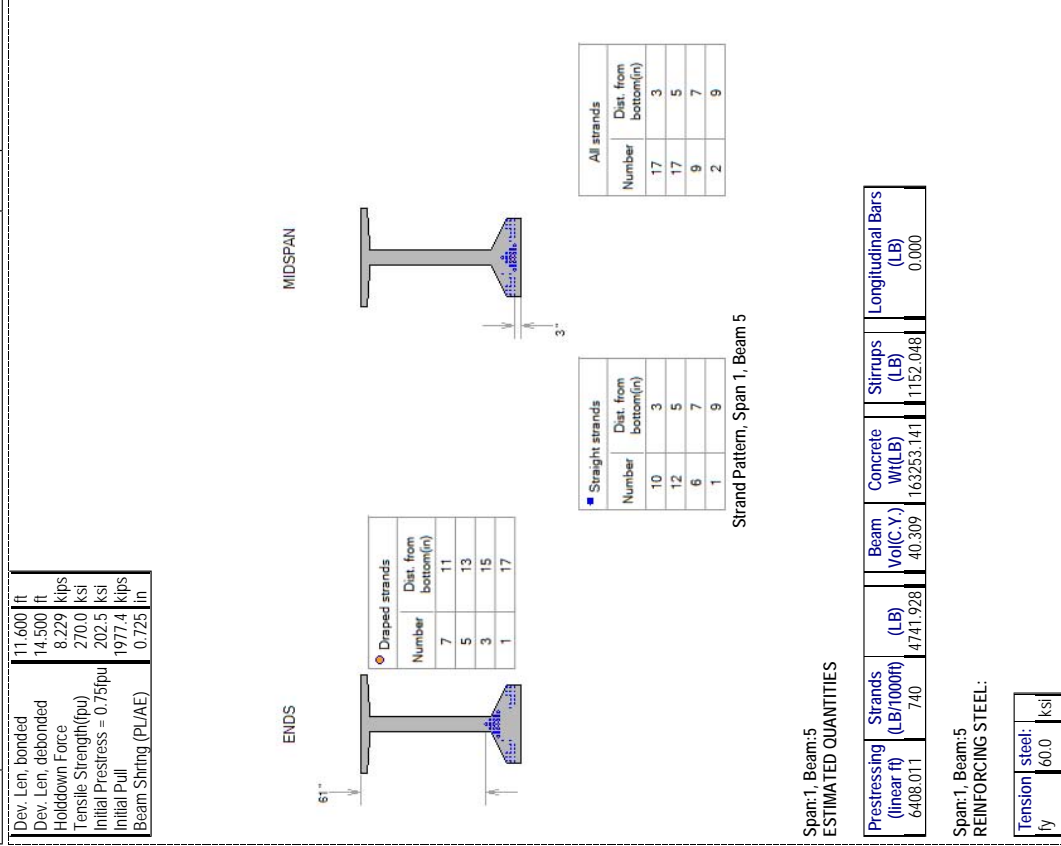 Dev. Len, bonded 11.600 ft
Dev. Len, debonded 14.500 ft
Holddown Force 8.229 kips
Tensile Strength(fpu) 270.0 ksi
Initial Prestress = 0.75fpu 202.5 ksi
Initial Pull 1977.4 kips
Beam Shrtng (PL/AE) 0.725 in
ENDS
MIDSPAN
61"
3"
Draped strands
Number Dist. from bottom(in)
7 11
5 13
3 15
1 17
Straight strands
Number Dist. from bottom(in)
10 3
12 5
6 7
1 9
All strands
Number Dist. from bottom(in)
17 3
17 5
9 7
2 9
Strand Pattern, Span 1, Beam 5
Span:1, Beam:5
ESTIMATED QUANTITIES
Prestressing (linear ft) Strands (LB/1000ft) (LB) Beam Vol(C.Y.) Concrete Wt(LB) Stirrups (LB) Longitudinal Bars (LB)
6408.011 740 4741.928 40.309 163253.141 1152.048 0.000
Span:1, Beam:5
REINFORCING STEEL:
Tension steel:
fy 60.0 ksi